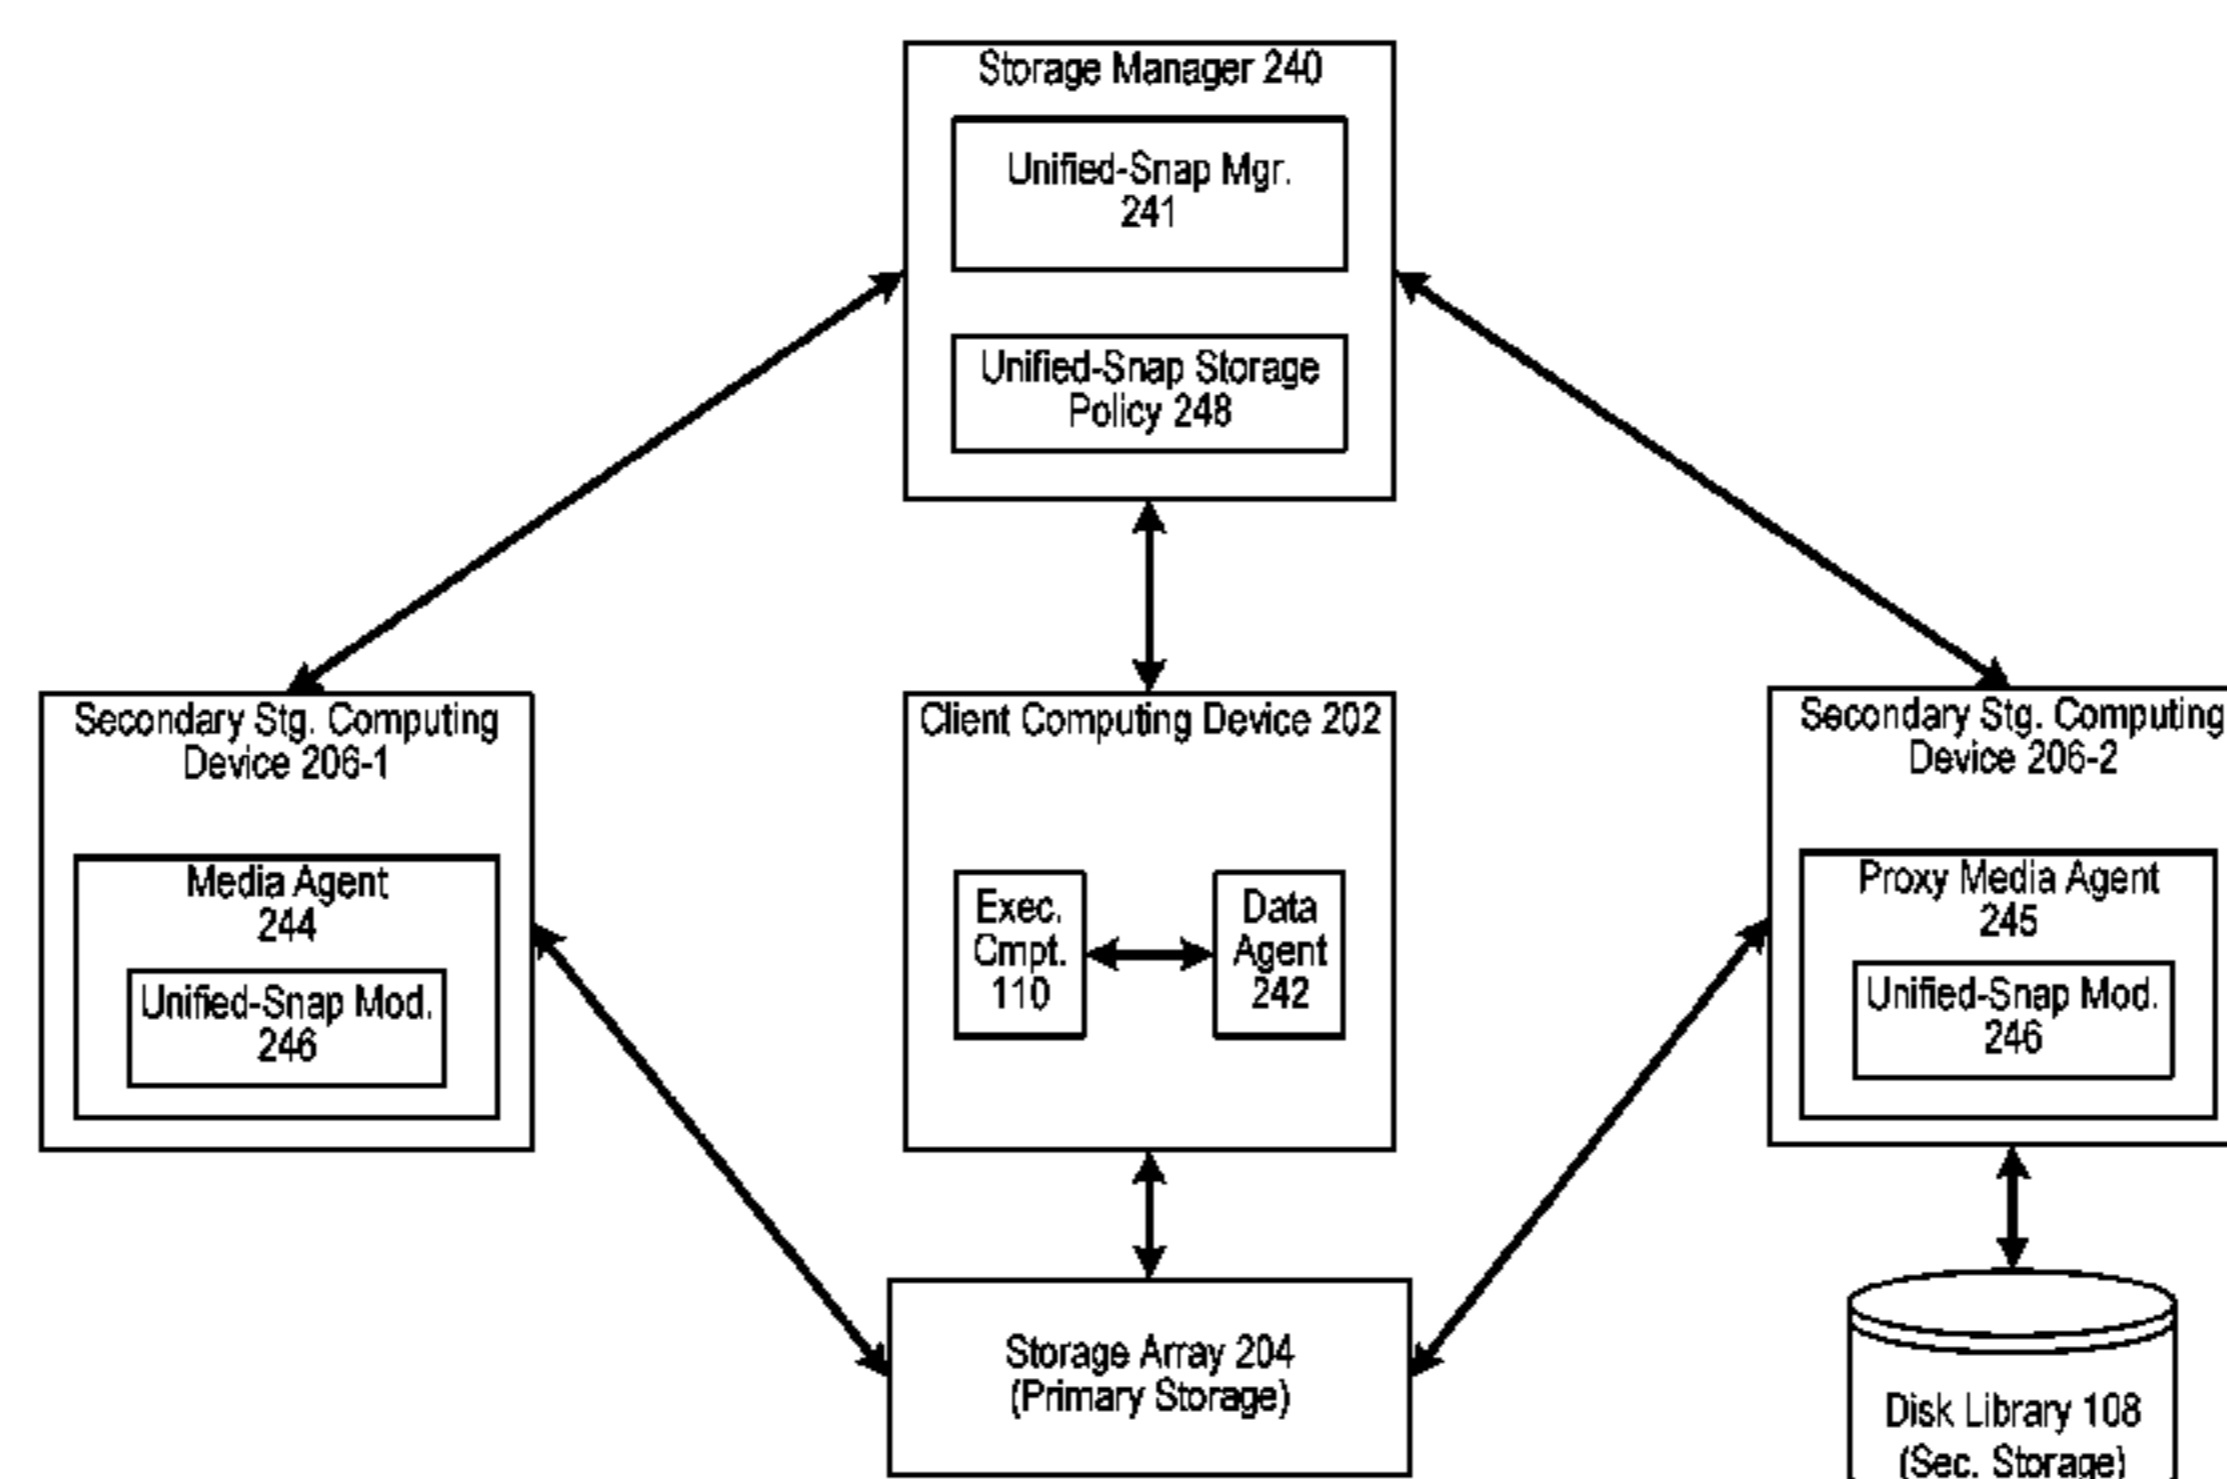 Storage Manager 240
Unified-Snap Mgr.
241
Unified-Snap Storage
Policy 248
Secondary Stg. Computing
Device 206-1
Media Agent
244
Unified-Snap Mod.
246
Client Computing Device 202
Exec.
Cmpt.
110
Data
Agent
242
Secondary Stg. Computing
Device 206-2
Proxy Media Agent
245
Unified-Snap Mod.
246
Storage Array 204
(Primary Storage)
Disk Library 108
(Sec. Storage)